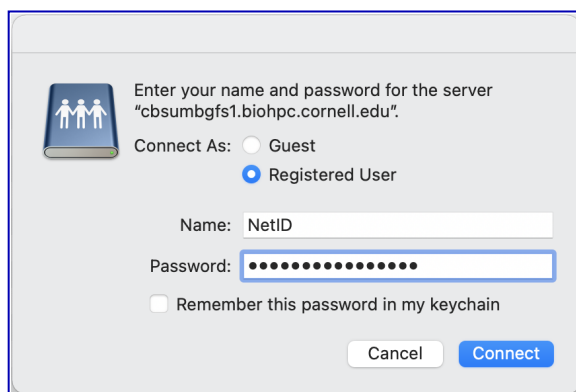 Enter your name and password for the server
“cbsumbgfs1.biohpc.cornell.edu”.
Connect As: Guest
Registered User
Name: NetID
Password: ••••••••••••••••
Remember this password in my keychain
Cancel Connect